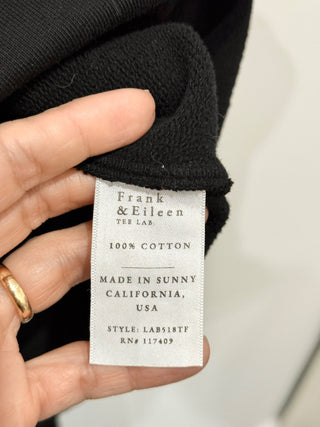 Frank
& Eileen
TEE LAB.
100% COTTON
MADE IN SUNNY
CALIFORNIA,
USA
STYLE: LAB518TF
RN# 117409